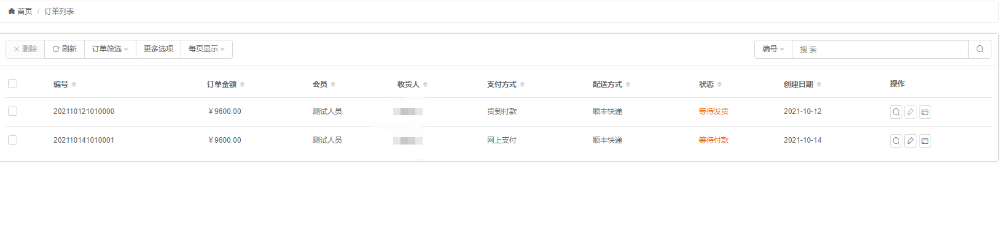 首页 / 订单列表
删除 刷新 订单筛选 更多选项 每页显示 编号 搜 索
编号 订单金额 会员 收货人 支付方式 配送方式 状态 创建日期 操作
202110121010000 ￥9600.00 测试人员 货到付款 顺丰快递 等待发货 2021-10-12
202110141010001 ￥9600.00 测试人员 网上支付 顺丰快递 等待付款 2021-10-14